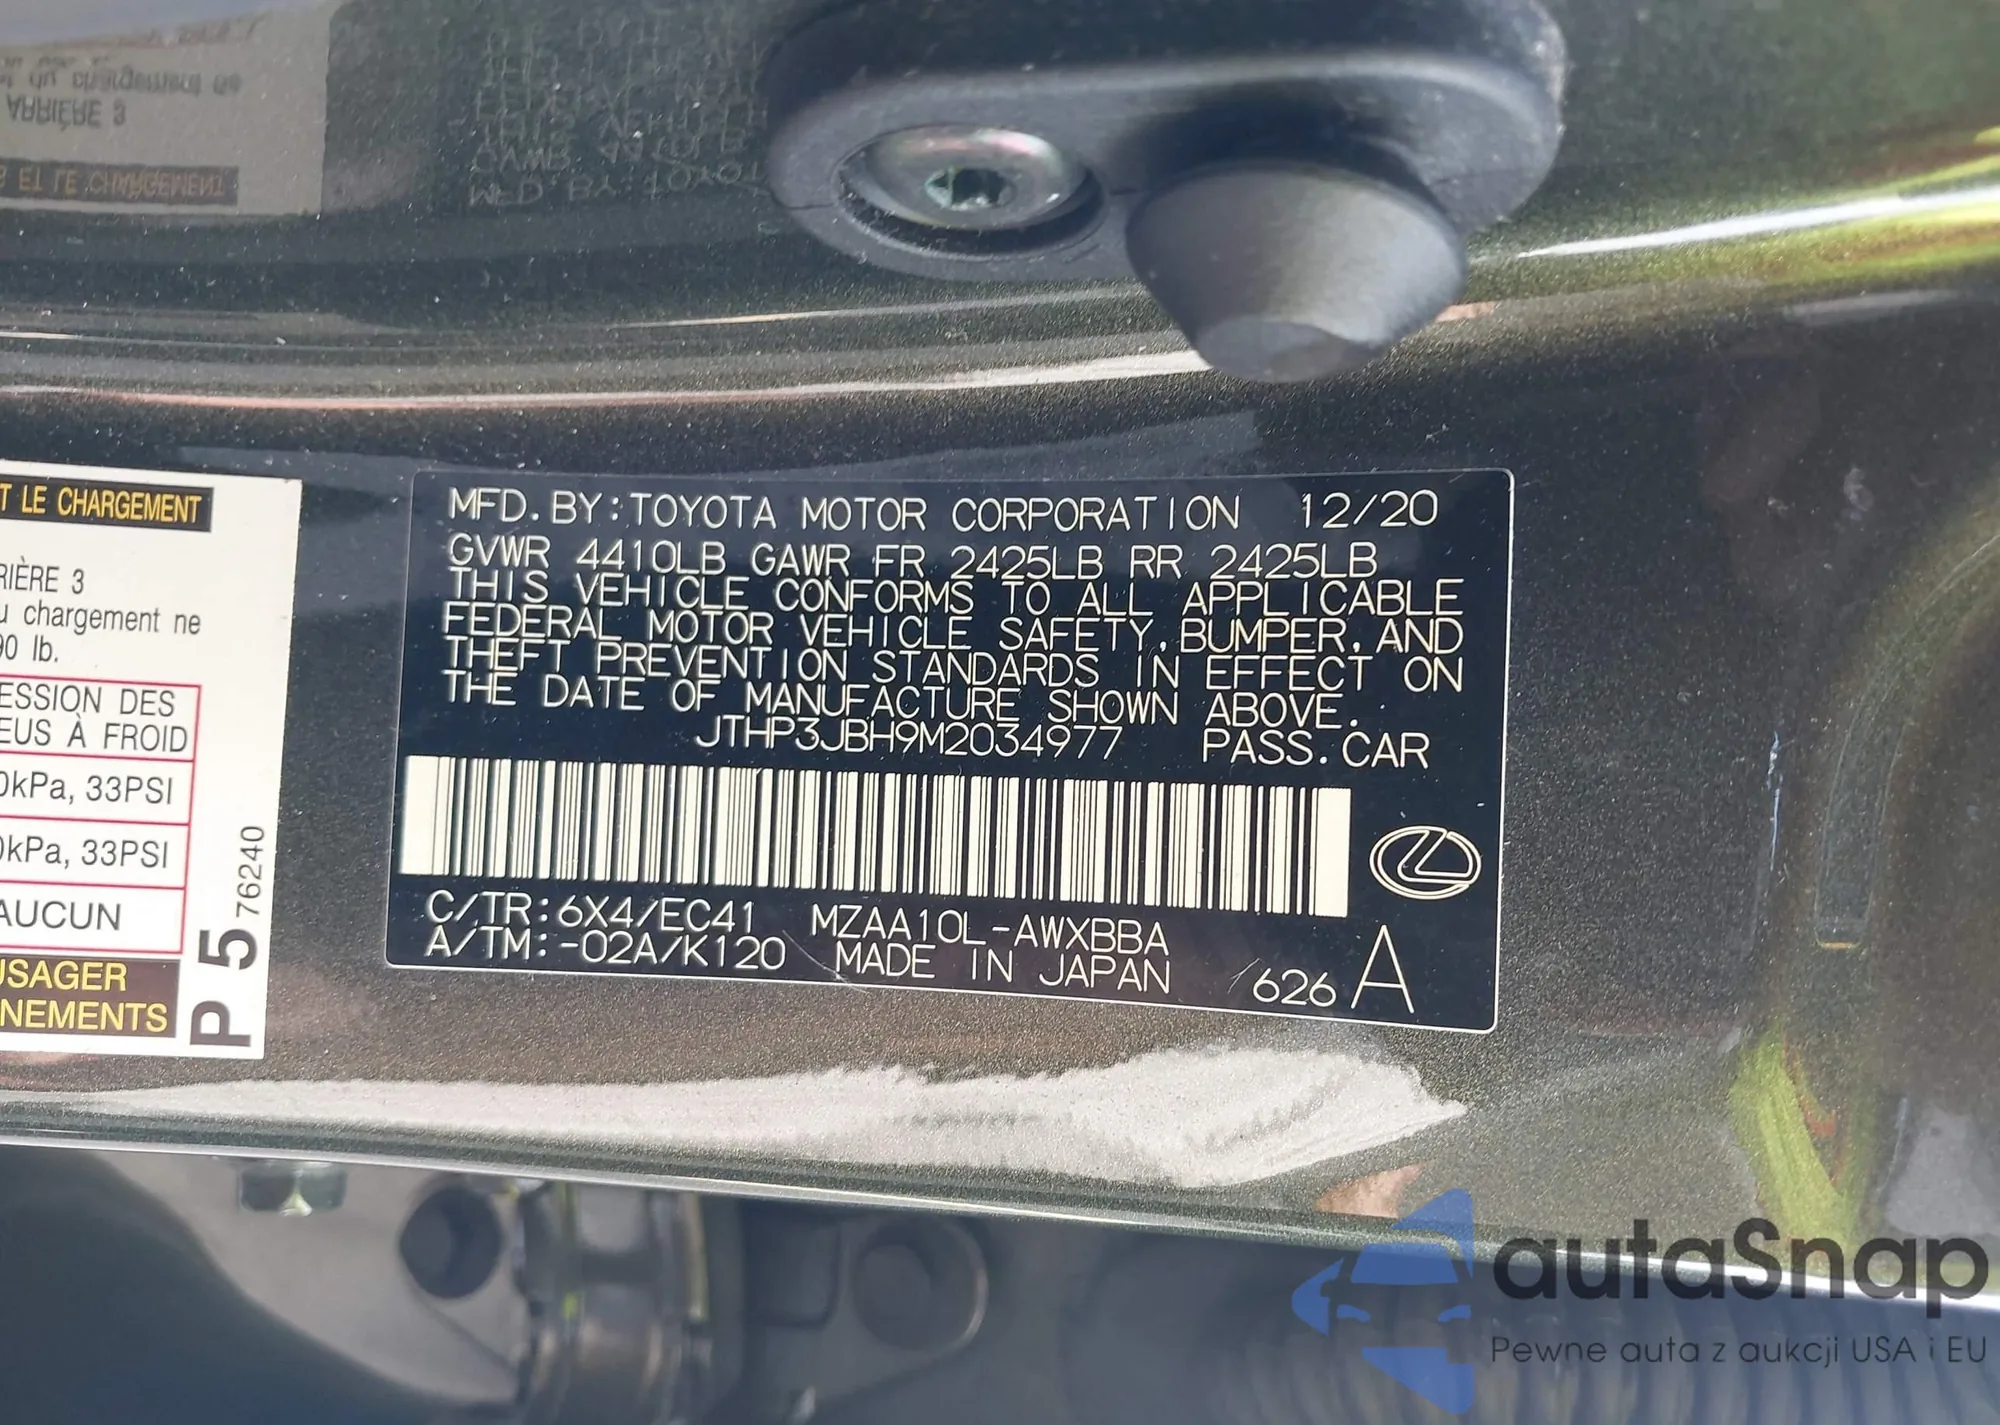 T LE CHARGEMENT
RIÈRE 3
u chargement ne
90 lb.
ESSION DES
EUS À FROID
0kPa, 33PSI
0kPa, 33PSI
AUCUN
USAGER
NEMENTS
P 5
76240
MFD. BY: TOYOTA MOTOR CORPORATION 12/20
GVWR 4410LB GAWR FR 2425LB RR 2425LB
THIS VEHICLE CONFORMS TO ALL APPLICABLE
FEDERAL MOTOR VEHICLE SAFETY, BUMPER, AND
THEFT PREVENTION STANDARDS IN EFFECT ON
THE DATE OF MANUFACTURE SHOWN ABOVE.
JTHP3JBH9M2034977 PASS. CAR
C/TR: 6X4/EC41 MZAA10L-AWXBBA
A/TM: -02A/K120 MADE IN JAPAN 626 A
autaSnap
Pewne auta z aukcji USA i EU